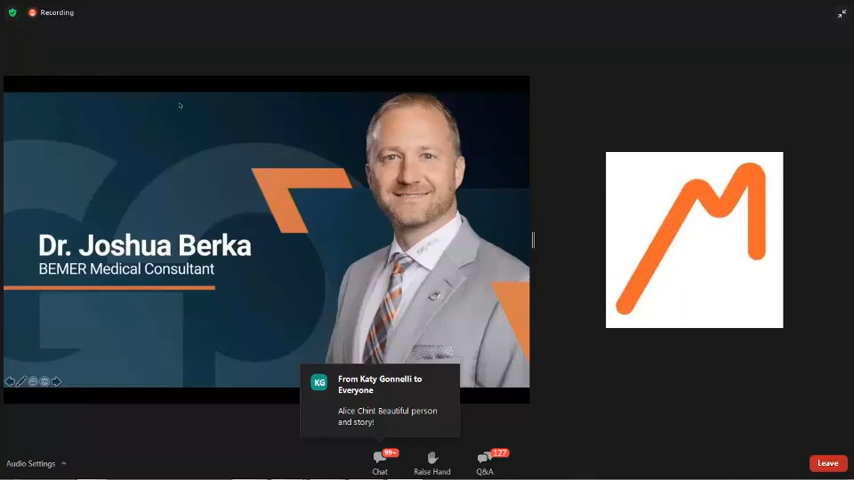 Recording
Dr. Joshua Berka
BEMER Medical Consultant
KG
From Katy Gonnelli to
Everyone
Alice Chin! Beautiful person
and story!
Audio Settings
99+
Chat
Raise Hand
127
Q&A
Leave